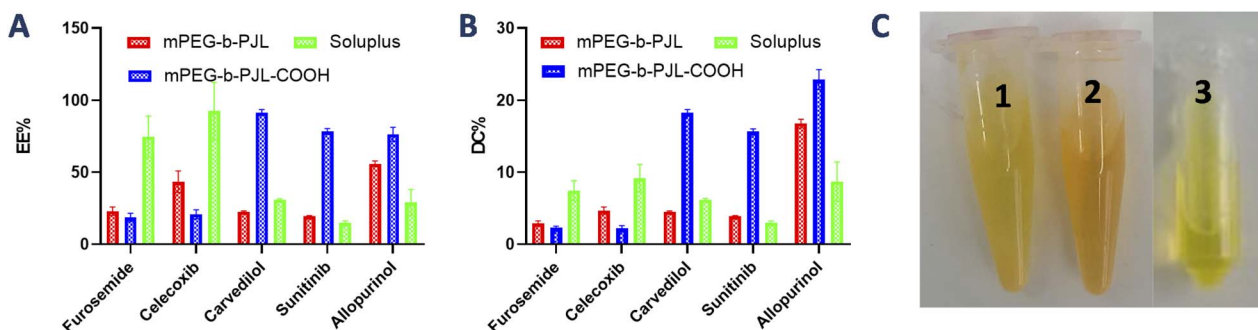 A
EE%
150
100
50
0
mPEG-b-PJL
Soluplus
mPEG-b-PJL-COOH
Furosemide
Celecoxib
Carvedilol
Sunitinib
Allopurinol
B
DC%
30
20
10
0
mPEG-b-PJL
Soluplus
mPEG-b-PJL-COOH
Furosemide
Celecoxib
Carvedilol
Sunitinib
Allopurinol
C
1
2
3